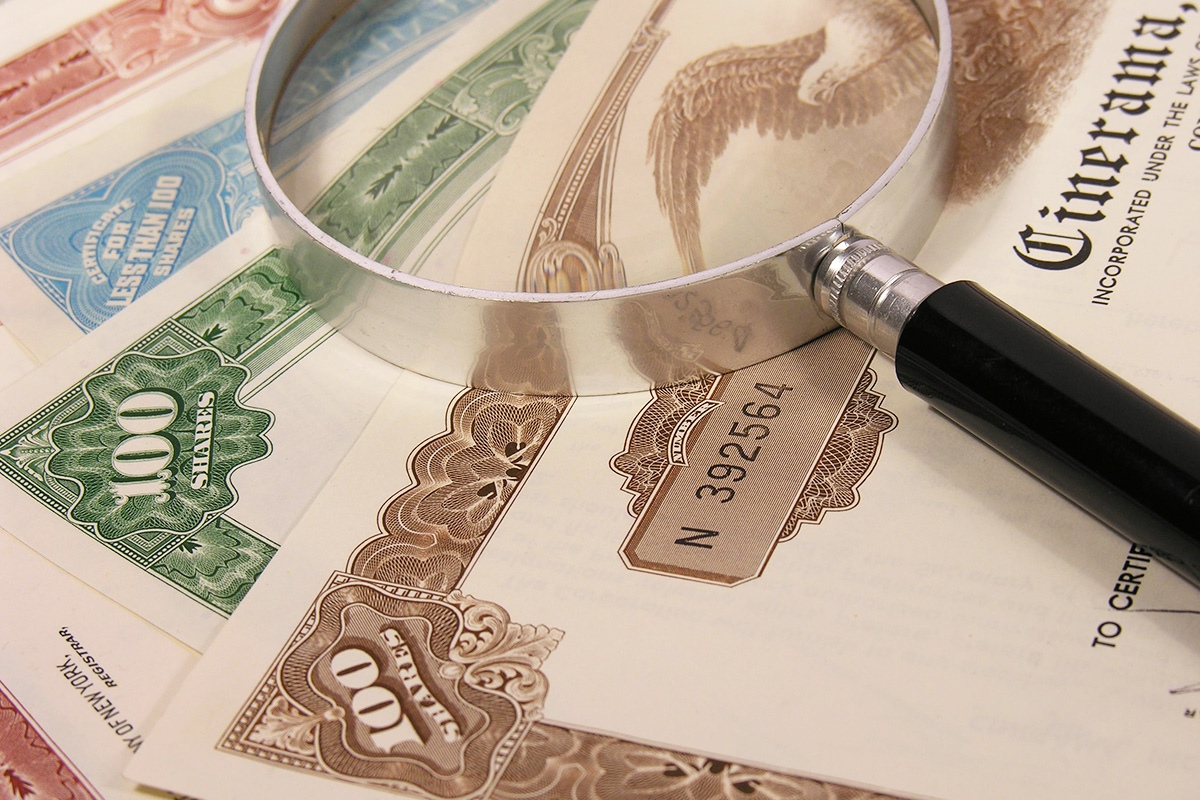 CERTIFICATE
FOR
LESS THAN 100
SHARES
100
SHARES
Cinerama,
INCORPORATED UNDER THE LAWS
NUMBER
N 392564
100
SHARES
TO CERTIF
OF NEW YORK,
REGISTRAR,